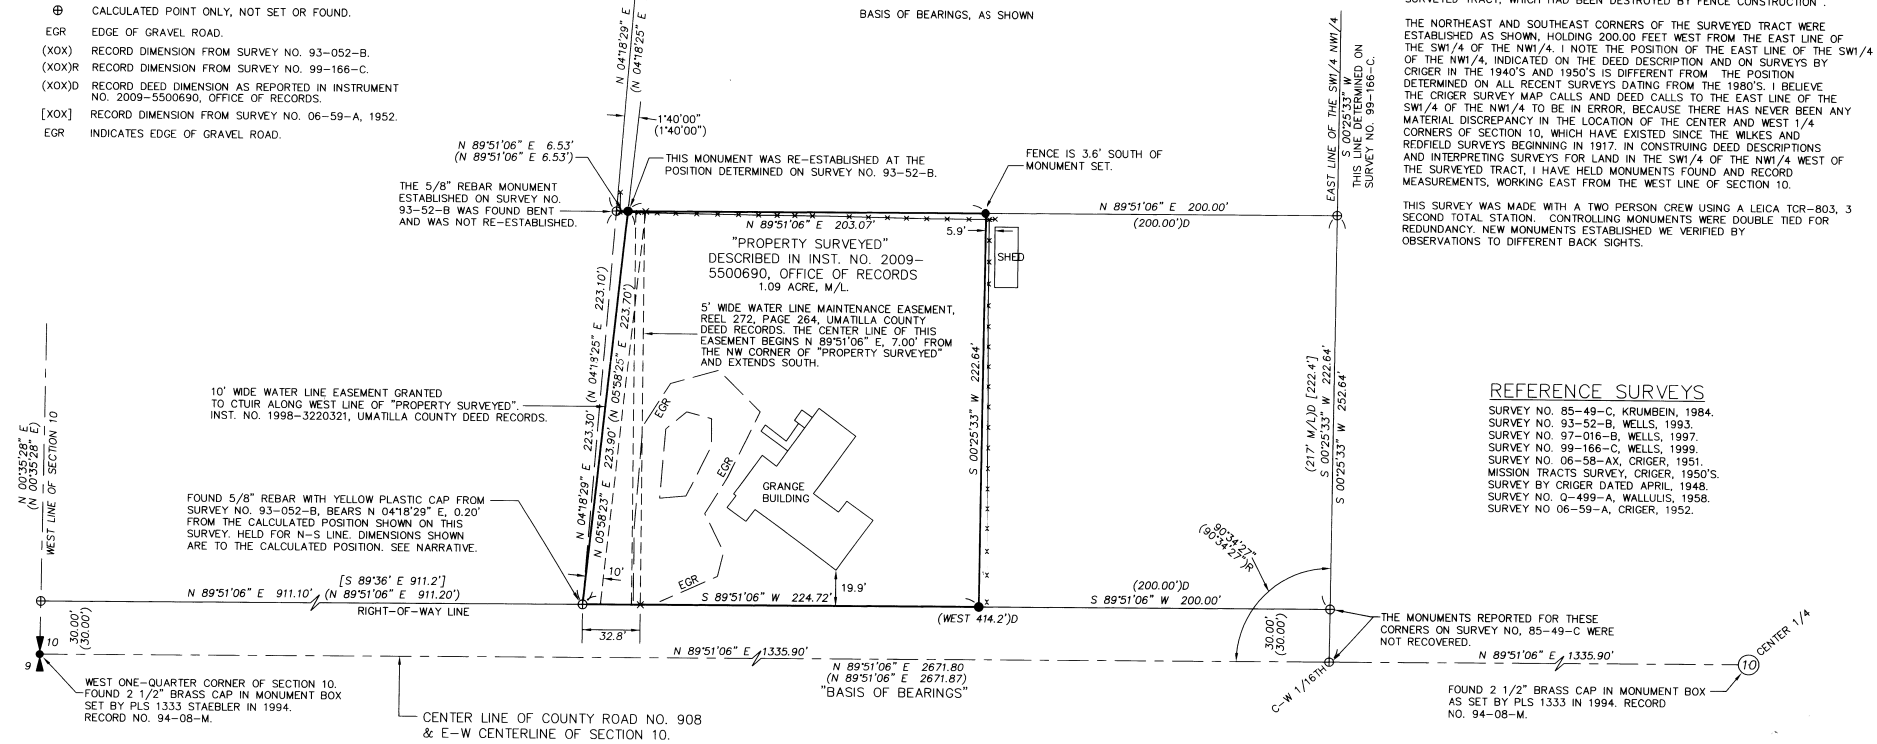 ⊕ CALCULATED POINT ONLY, NOT SET OR FOUND.
EGR EDGE OF GRAVEL ROAD.
(XOX) RECORD DIMENSION FROM SURVEY NO. 93-052-B.
(XOX)R RECORD DIMENSION FROM SURVEY NO. 99-166-C.
(XOX)D RECORD DEED DIMENSION AS REPORTED IN INSTRUMENT
NO. 2009-5500690, OFFICE OF RECORDS.
[XOX] RECORD DIMENSION FROM SURVEY NO. 06-59-A, 1952.
EGR INDICATES EDGE OF GRAVEL ROAD.
BASIS OF BEARINGS, AS SHOWN
SURVEYED TRACT, WHICH HAD BEEN DESTROYED BY FENCE CONSTRUCTION .
THE NORTHEAST AND SOUTHEAST CORNERS OF THE SURVEYED TRACT WERE
ESTABLISHED AS SHOWN, HOLDING 200.00 FEET WEST FROM THE EAST LINE OF
THE SW1/4 OF THE NW1/4. I NOTE THE POSITION OF THE EAST LINE OF THE SW1/4
OF THE NW1/4, INDICATED ON THE DEED DESCRIPTION AND ON SURVEYS BY
CRIGER IN THE 1940'S AND 1950'S IS DIFFERENT FROM THE POSITION
DETERMINED ON ALL RECENT SURVEYS DATING FROM THE 1980'S. I BELIEVE
THE CRIGER SURVEY MAP CALLS AND DEED CALLS TO THE EAST LINE OF THE
SW1/4 OF THE NW1/4 TO BE IN ERROR, BECAUSE THERE HAS NEVER BEEN ANY
MATERIAL DISCREPANCY IN THE LOCATION OF THE CENTER AND WEST 1/4
CORNERS OF SECTION 10, WHICH HAVE EXISTED SINCE THE WILKES AND
REDFIELD SURVEYS BEGINNING IN 1917. IN CONSTRUING DEED DESCRIPTIONS
AND INTERPRETING SURVEYS FOR LAND IN THE SW1/4 OF THE NW1/4 WEST OF
THE SURVEYED TRACT, I HAVE HELD MONUMENTS FOUND AND RECORD
MEASUREMENTS, WORKING EAST FROM THE WEST LINE OF SECTION 10.
THIS SURVEY WAS MADE WITH A TWO PERSON CREW USING A LEICA TCR-803, 3
SECOND TOTAL STATION. CONTROLLING MONUMENTS WERE DOUBLE TIED FOR
REDUNDANCY. NEW MONUMENTS ESTABLISHED WE VERIFIED BY
OBSERVATIONS TO DIFFERENT BACK SIGHTS.
N 04°18'29" E
(N 04°18'25" E
1°40'00"
(1°40'00")
N 89°51'06" E 6.53'
(N 89°51'06" E 6.53')
THIS MONUMENT WAS RE-ESTABLISHED AT THE
POSITION DETERMINED ON SURVEY NO. 93-52-B.
FENCE IS 3.6' SOUTH OF
MONUMENT SET.
THE 5/8" REBAR MONUMENT
ESTABLISHED ON SURVEY NO.
93-52-B WAS FOUND BENT
AND WAS NOT RE-ESTABLISHED.
EAST LINE OF THE SW1/4 NW1/4
S 00°25'33" W
THIS LINE DETERMINED ON
SURVEY NO. 99-166-C.
N 89°51'06" E 203.07'
N 89°51'06" E 200.00'
(200.00')D
5.9'
SHED
"PROPERTY SURVEYED"
DESCRIBED IN INST. NO. 2009-
5500690, OFFICE OF RECORDS
1.09 ACRE, M/L.
5' WIDE WATER LINE MAINTENANCE EASEMENT,
REEL 272, PAGE 264, UMATILLA COUNTY
DEED RECORDS. THE CENTER LINE OF THIS
EASEMENT BEGINS N 89°51'06" E, 7.00' FROM
THE NW CORNER OF "PROPERTY SURVEYED"
AND EXTENDS SOUTH.
N 04°18'29" E 223.30' (N 04°18'25" E 223.10')
N 05°58'23" E 223.90' (N 05°58'25" E 223.70')
S 00°25'33" W 222.64'
(217' M/L)D [222.4']
S 00°25'33" W 222.64'
S 00°25'33" W 252.64'
10' WIDE WATER LINE EASEMENT GRANTED
TO CTUIR ALONG WEST LINE OF "PROPERTY SURVEYED".
INST. NO. 1998-3220321, UMATILLA COUNTY DEED RECORDS.
EGR
EGR
EGR
GRANGE
BUILDING
REFERENCE SURVEYS
SURVEY NO. 85-49-C, KRUMBEIN, 1984.
SURVEY NO. 93-52-B, WELLS, 1993.
SURVEY NO. 97-016-B, WELLS, 1997.
SURVEY NO. 99-166-C, WELLS, 1999.
SURVEY NO. 06-58-AX, CRIGER, 1951.
MISSION TRACTS SURVEY, CRIGER, 1950'S.
SURVEY BY CRIGER DATED APRIL, 1948.
SURVEY NO. Q-499-A, WALLULIS, 1958.
SURVEY NO 06-59-A, CRIGER, 1952.
N 00°35'28" E
(N 00°35'28" E)
WEST LINE OF SECTION 10
FOUND 5/8" REBAR WITH YELLOW PLASTIC CAP FROM
SURVEY NO. 93-052-B, BEARS N 04°18'29" E, 0.20'
FROM THE CALCULATED POSITION SHOWN ON THIS
SURVEY. HELD FOR N-S LINE. DIMENSIONS SHOWN
ARE TO THE CALCULATED POSITION. SEE NARRATIVE.
90°34'27"
(90°34'27")R
10'
19.9'
[S 89°36' E 911.2']
N 89°51'06" E 911.10' (N 89°51'06" E 911.20')
RIGHT-OF-WAY LINE
S 89°51'06" W 224.72'
(WEST 414.2')D
(200.00')D
S 89°51'06" W 200.00'
32.8'
30.00'
(30.00')
10
9
30.00'
(30.00')
THE MONUMENTS REPORTED FOR THESE
CORNERS ON SURVEY NO, 85-49-C WERE
NOT RECOVERED.
N 89°51'06" E 1335.90'
N 89°51'06" E 2671.80
(N 89°51'06" E 2671.87)
"BASIS OF BEARINGS"
N 89°51'06" E 1335.90'
10
CENTER 1/4
C-W 1/16TH
WEST ONE-QUARTER CORNER OF SECTION 10.
FOUND 2 1/2" BRASS CAP IN MONUMENT BOX
SET BY PLS 1333 STAEBLER IN 1994.
RECORD NO. 94-08-M.
CENTER LINE OF COUNTY ROAD NO. 908
& E-W CENTERLINE OF SECTION 10.
FOUND 2 1/2" BRASS CAP IN MONUMENT BOX
AS SET BY PLS 1333 IN 1994. RECORD
NO. 94-08-M.